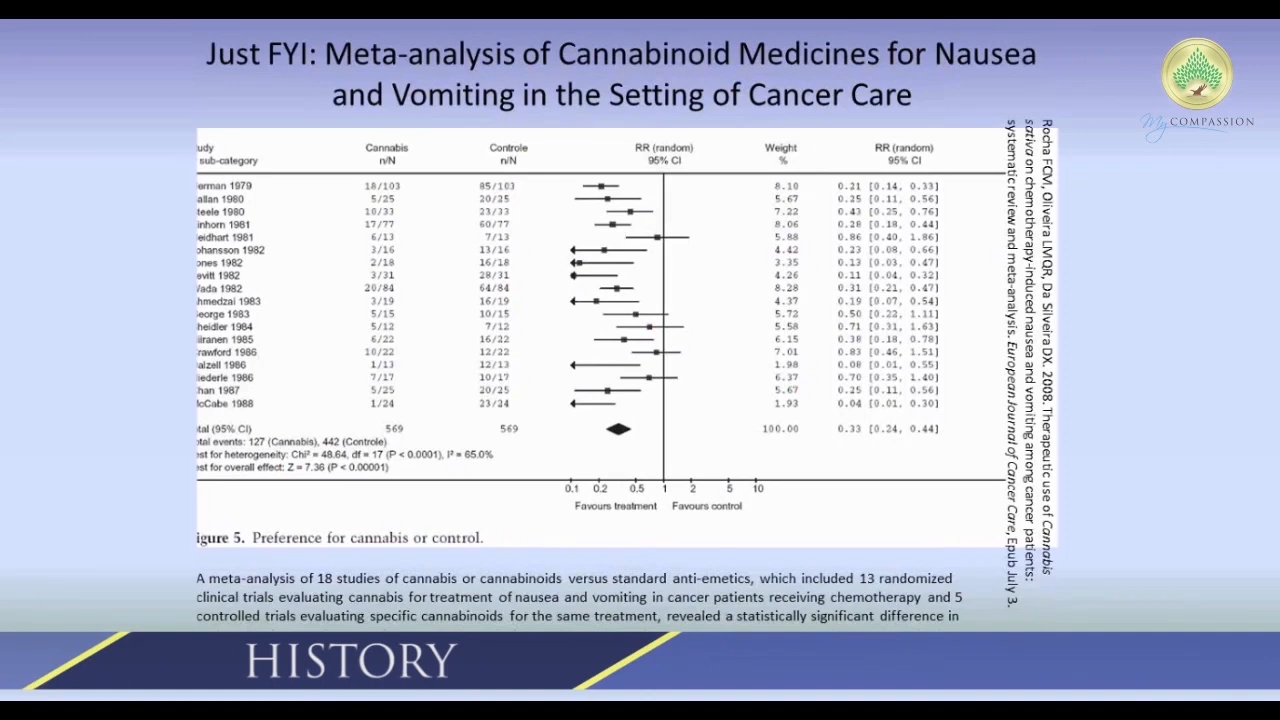 Just FYI: Meta-analysis of Cannabinoid Medicines for Nausea
and Vomiting in the Setting of Cancer Care
My COMPASSION
udy Cannabis Controle RR (random) Weight RR (random)
sub-category n/N n/N 95% CI % 95% CI
erman 1979 18/103 85/103 8.10 0.21 [0.14, 0.33]
allan 1980 5/25 20/25 5.67 0.25 [0.11, 0.56]
teele 1980 10/33 23/33 7.22 0.43 [0.25, 0.76]
inhorn 1981 17/77 60/77 8.06 0.28 [0.18, 0.44]
eidhart 1981 6/13 7/13 5.88 0.86 [0.40, 1.86]
ohansson 1982 3/16 13/16 4.42 0.23 [0.08, 0.66]
ones 1982 2/18 16/18 3.35 0.13 [0.03, 0.47]
evitt 1982 3/31 28/31 4.26 0.11 [0.04, 0.32]
Vada 1982 20/84 64/84 8.28 0.31 [0.21, 0.47]
hmedzai 1983 3/19 16/19 4.37 0.19 [0.07, 0.54]
eorge 1983 5/15 10/15 5.72 0.50 [0.22, 1.11]
heidler 1984 5/12 7/12 5.58 0.71 [0.31, 1.63]
iiranen 1985 6/22 16/22 6.15 0.38 [0.18, 0.78]
rawford 1986 10/22 12/22 7.01 0.83 [0.46, 1.51]
alzell 1986 1/13 12/13 1.98 0.08 [0.01, 0.55]
iederle 1986 7/17 10/17 6.37 0.70 [0.35, 1.40]
han 1987 5/25 20/25 5.67 0.25 [0.11, 0.56]
loCabe 1988 1/24 23/24 1.93 0.04 [0.01, 0.30]
tal (95% CI) 569 569 100.00 0.33 [0.24, 0.44]
tal events: 127 (Cannabis), 442 (Controle)
est for heterogeneity: Chi² = 48.64, df = 17 (P < 0.0001), I² = 65.0%
est for overall effect: Z = 7.36 (P < 0.00001)
0.1 0.2 0.5 1 2 5 10
Favours treatment Favours control
igure 5. Preference for cannabis or control.
Rocha FCM, Oliveira LMQR, Da Silveira DX. 2008. Therapeutic use of Cannabis
sativa on chemotherapy-induced nausea and vomiting among cancer patients:
systematic review and meta-analysis. European Journal of Cancer Care, Epub July 3.
A meta-analysis of 18 studies of cannabis or cannabinoids versus standard anti-emetics, which included 13 randomized
clinical trials evaluating cannabis for treatment of nausea and vomiting in cancer patients receiving chemotherapy and 5
controlled trials evaluating specific cannabinoids for the same treatment, revealed a statistically significant difference in
HISTORY